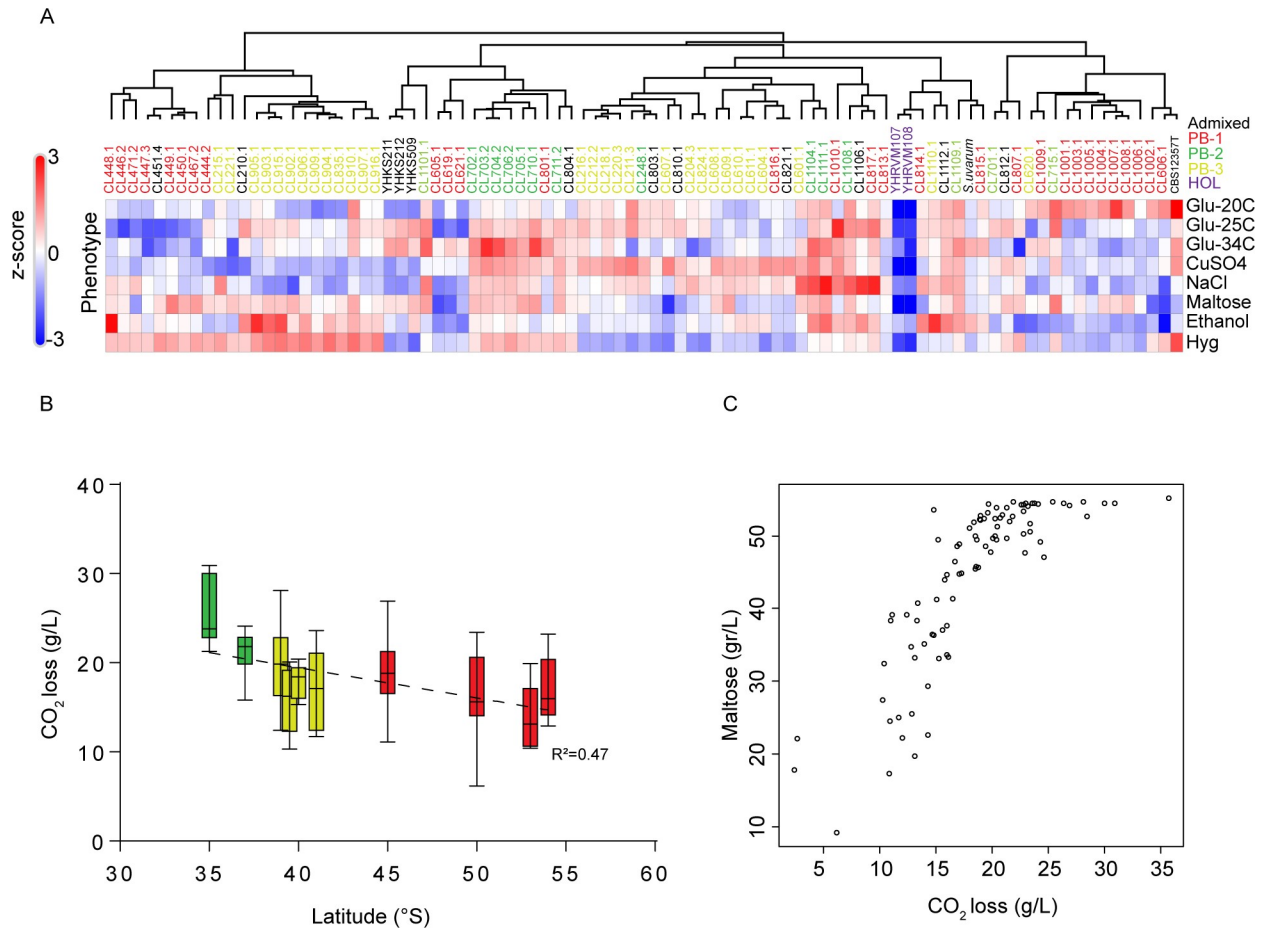 A
3
0
-3
z-score
Phenotype
CL448.1
CL446.2
CL471.2
CL447.3
CL451.4
CL449.1
CL450.1
CL467.2
CL444.2
CL215.1
CL221.1
CL210.1
CL905.1
CL903.1
CL915.1
CL902.1
CL906.1
CL909.1
CL904.1
CL935.1
CL910.1
CL907.1
CL916.1
YHKS211
YHKS212
YHKS509
CL1101.1
CL605.1
CL619.1
CL621.1
CL702.1
CL703.2
CL704.2
CL706.2
CL705.1
CL710.1
CL801.1
CL711.2
CL804.1
CL216.1
CL212.2
CL218.1
CL220.3
CL211.3
CL248.1
CL803.1
CL607.1
CL810.1
CL204.3
CL824.1
CL608.1
CL609.1
CL610.1
CL611.1
CL604.1
CL816.1
CL821.1
CL601.1
CL1104.1
CL1111.1
CL1010.1
CL1108.1
CL1106.1
CL817.1
CL818.1
YHRVM107
YHRVM108
CL814.1
CL1110.1
CL1112.1
CL1109.1
S.uvarum
CL815.1
CL812.1
CL807.1
CL620.1
CL1009.1
CL715.1
CL1001.1
CL1003.1
CL1005.1
CL1004.1
CL1007.1
CL1008.1
CL1006.1
CL1002.1
CL606.1
CBS12357T
Admixed
PB-1
PB-2
PB-3
HOL
Glu-20C
Glu-25C
Glu-34C
CuSO4
NaCl
Maltose
Ethanol
Hyg
B
40
30
20
10
0
CO2 loss (g/L)
30 35 40 45 50 55 60
Latitude (°S)
R²=0.47
C
50
40
30
20
10
Maltose (gr/L)
5 10 15 20 25 30 35
CO2 loss (g/L)